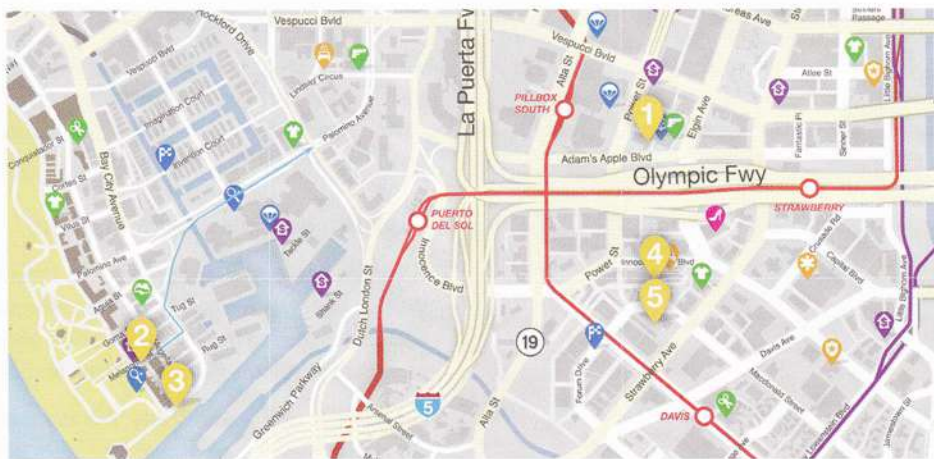 Vespucci Blvd
Rockford Drive
La Puerta Fwy
Vespucci Blvd
Lindsay Circus
Alta St
Vespucci Blvd
Power St
Elgin Ave
Atlee St
Little Bighorn Ave
Passage
Imagination Court
Invention Court
Palomino Avenue
PILLBOX
SOUTH
1
Fantastic Pl
Sinner St
Conquistador St
Bay City Avenue
Adam's Apple Blvd
Olympic Fwy
Cortes St
Vitus St
STRAWBERRY
PUERTO
DEL SOL
Tackle St
Palomino Ave
Innocence Blvd
Power St
4
Crusade Rd
Capital Blvd
Aguja St
Tug St
Shank St
Dutch London St
5
Little Bighorn Ave
Goma St
2
Rug St
19
Forum Drive
Davis Ave
3
Strawberry Ave
Macdonald Street
Greenwich Parkway
5
Alta St
Arsenal Street
DAVIS
Jamestown St